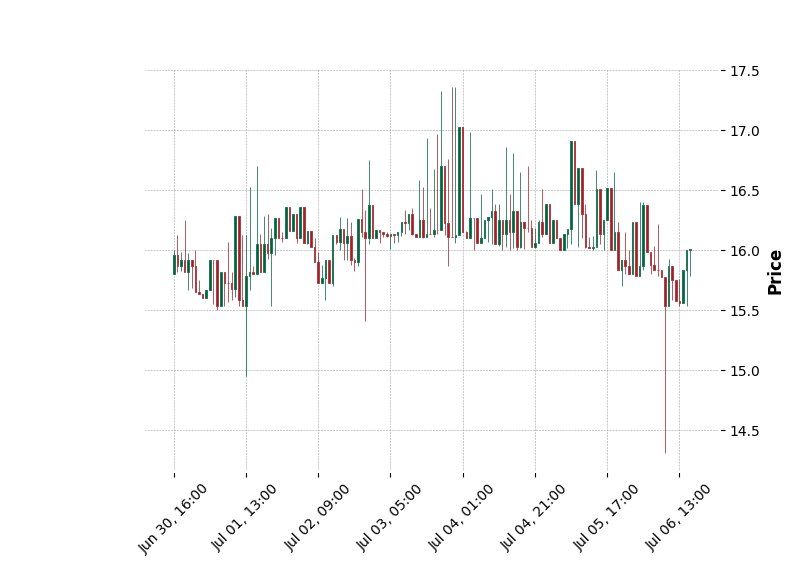 17.5
17.0
16.5
16.0
15.5
15.0
14.5
Price
Jun 30, 16:00
Jul 01, 13:00
Jul 02, 09:00
Jul 03, 05:00
Jul 04, 01:00
Jul 04, 21:00
Jul 05, 17:00
Jul 06, 13:00